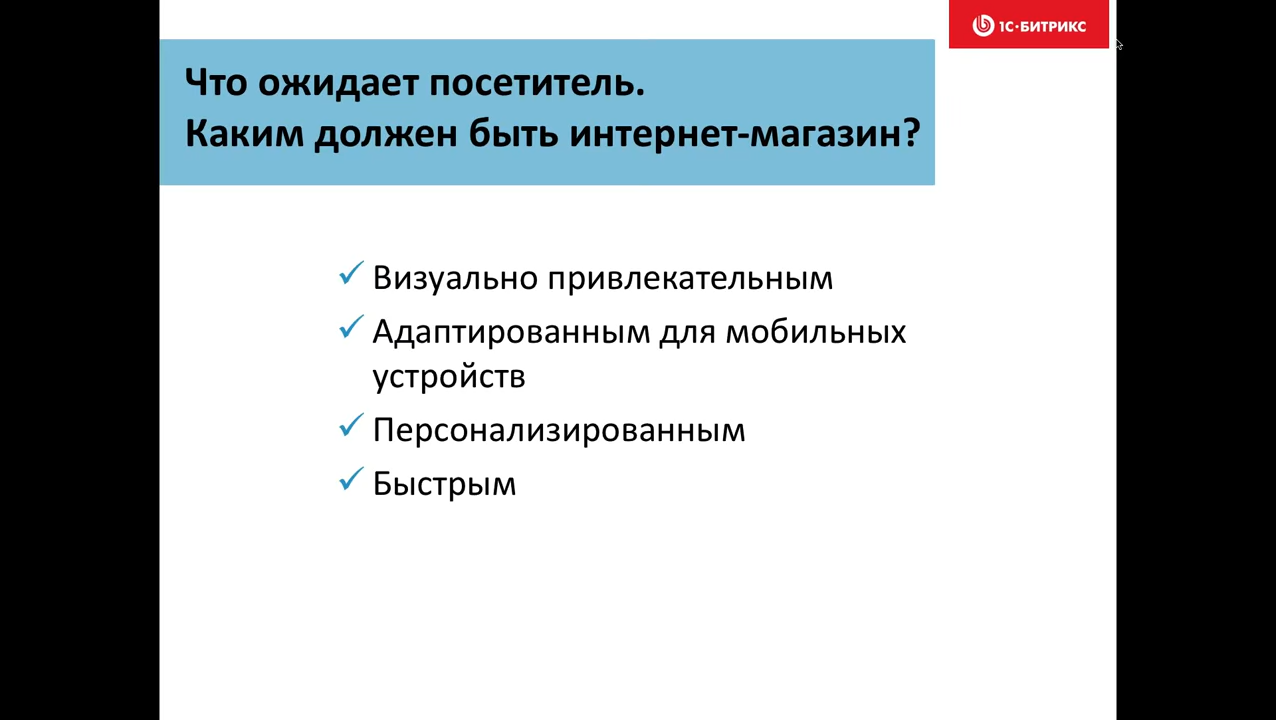 1С·БИТРИКС
Что ожидает посетитель.
Каким должен быть интернет-магазин?
Визуально привлекательным
Адаптированным для мобильных
устройств
Персонализированным
Быстрым